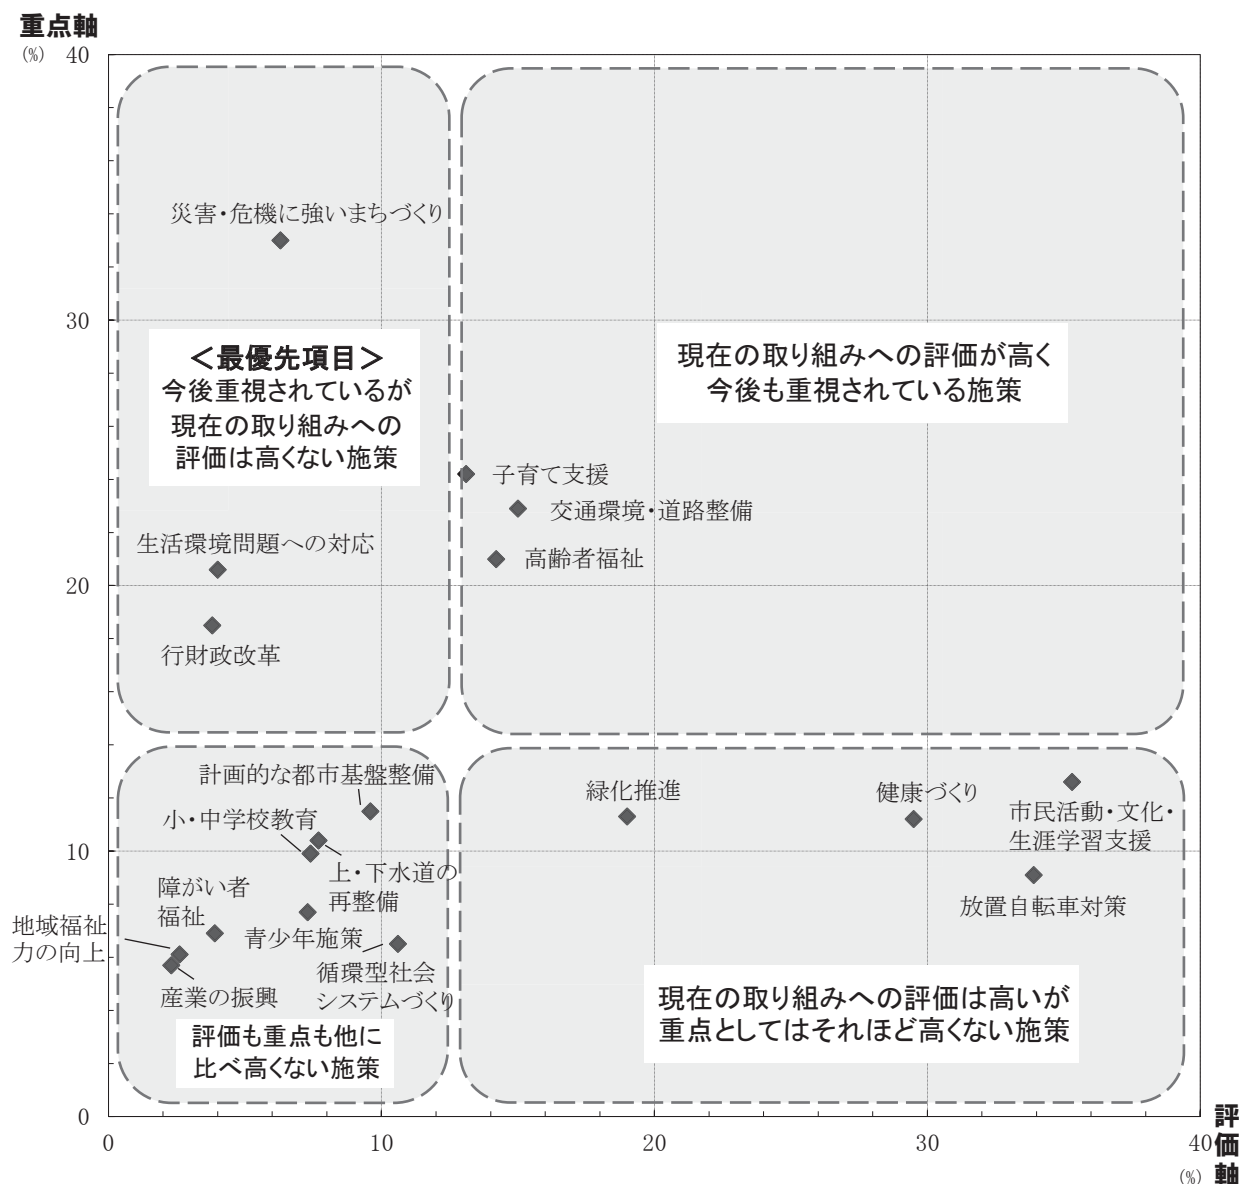 重点軸
(%)
40
災害・危機に強いまちづくり
30
＜最優先項目＞
今後重視されているが
現在の取り組みへの
評価は高くない施策
現在の取り組みへの評価が高く
今後も重視されている施策
子育て支援
交通環境・道路整備
高齢者福祉
生活環境問題への対応
20
行財政改革
計画的な都市基盤整備
小・中学校教育
上・下水道の
再整備
緑化推進
健康づくり
市民活動・文化・
生涯学習支援
放置自転車対策
10
障がい者
福祉
地域福祉
力の向上
青少年施策
循環型社会
システムづくり
産業の振興
評価も重点も他に
比べ高くない施策
現在の取り組みへの評価は高いが
重点としてはそれほど高くない施策
0
0
10
20
30
40
(%)
評価軸